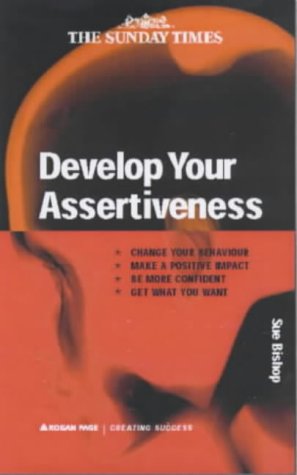 THE SUNDAY TIMES
Develop Your
Assertiveness
* CHANGE YOUR BEHAVIOUR
* MAKE A POSITIVE IMPACT
* BE MORE CONFIDENT
* GET WHAT YOU WANT
Sue Bishop
KOGAN PAGE | CREATING SUCCESS